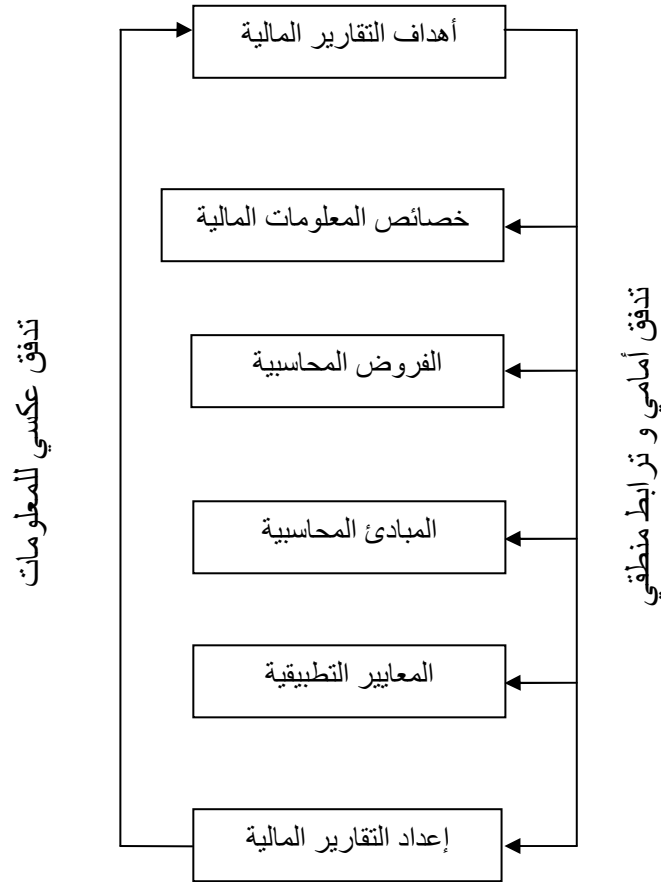 أهداف التقارير المالية
خصائص المعلومات المالية
الفروض المحاسبية
المبادئ المحاسبية
المعايير التطبيقية
إعداد التقارير المالية
تدفق أمامي و ترابط منطقي
تدفق عكسي للمعلومات